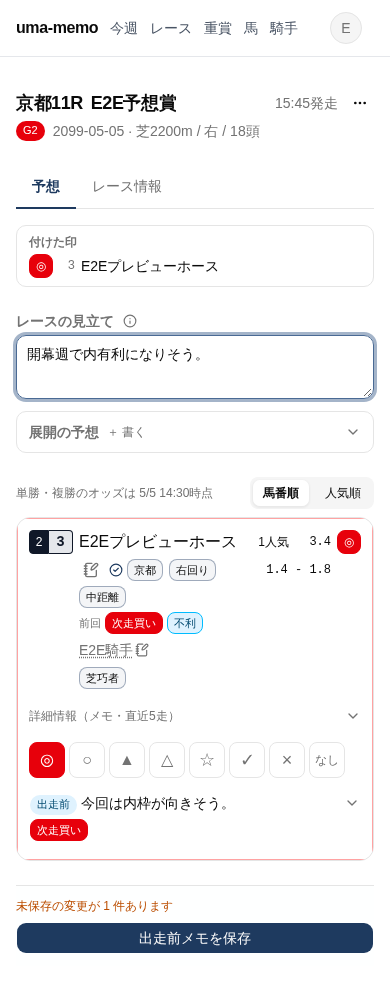 uma-memo 今週 レース 重賞 馬 騎手 E
京都11R E2E予想賞 15:45発走 ···
G2 2099-05-05 · 芝2200m / 右 / 18頭
予想 レース情報
付けた印
◎ 3 E2Eプレビューホース
レースの見立て
開幕週で内有利になりそう。
展開の予想 + 書く
単勝・複勝のオッズは 5/5 14:30時点 馬番順 人気順
2 3 E2Eプレビューホース 1人気 3.4 ◎
京都 右回り 1.4 - 1.8
中距離
前回 次走買い 不利
E2E騎手
芝巧者
詳細情報（メモ・直近5走）
◎ ○ ▲ △ ☆ ✓ × なし
出走前 今回は内枠が向きそう。
次走買い
未保存の変更が 1 件あります
出走前メモを保存